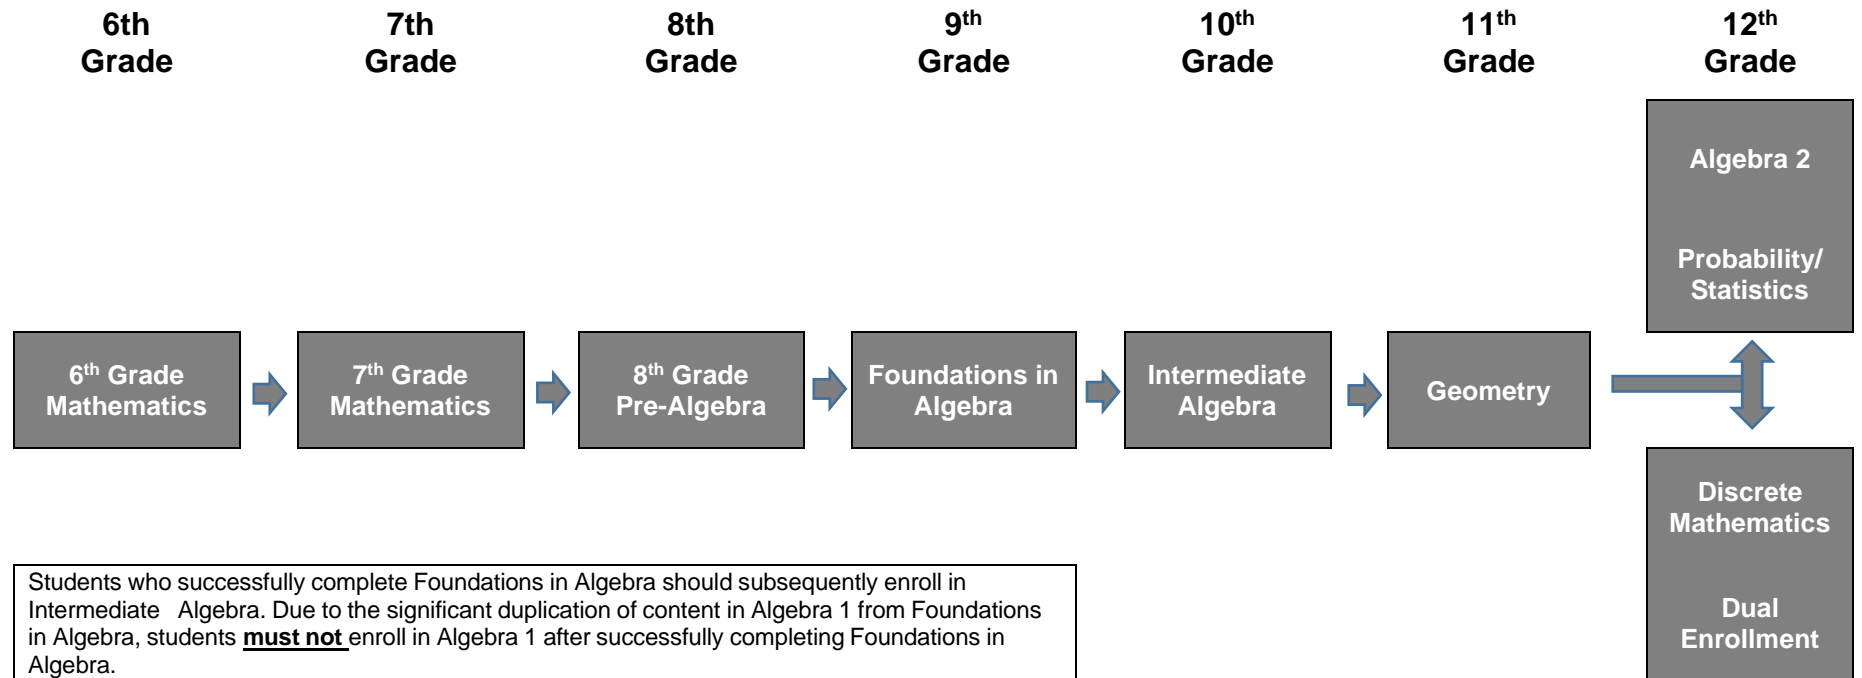 6th
Grade
7th
Grade
8th
Grade
9th
Grade
10th
Grade
11th
Grade
12th
Grade
Algebra 2
Probability/
Statistics
6th Grade
Mathematics
7th Grade
Mathematics
8th Grade
Pre-Algebra
Foundations in
Algebra
Intermediate
Algebra
Geometry
Discrete
Mathematics
Dual
Enrollment
Students who successfully complete Foundations in Algebra should subsequently enroll in
Intermediate Algebra. Due to the significant duplication of content in Algebra 1 from Foundations
in Algebra, students must not enroll in Algebra 1 after successfully completing Foundations in
Algebra.